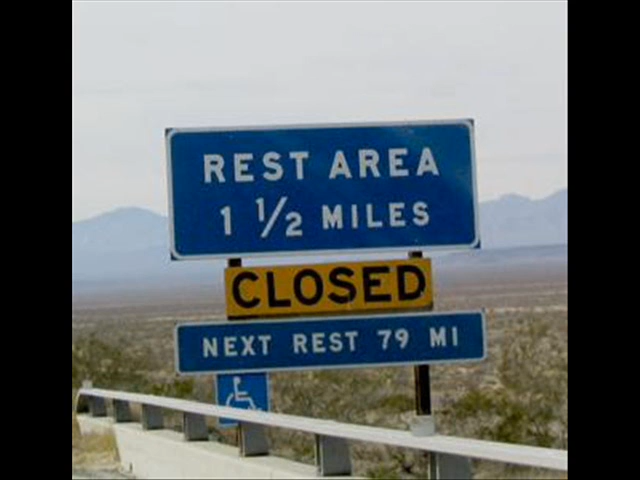 REST AREA
1 1/2 MILES
CLOSED
NEXT REST 79 MI